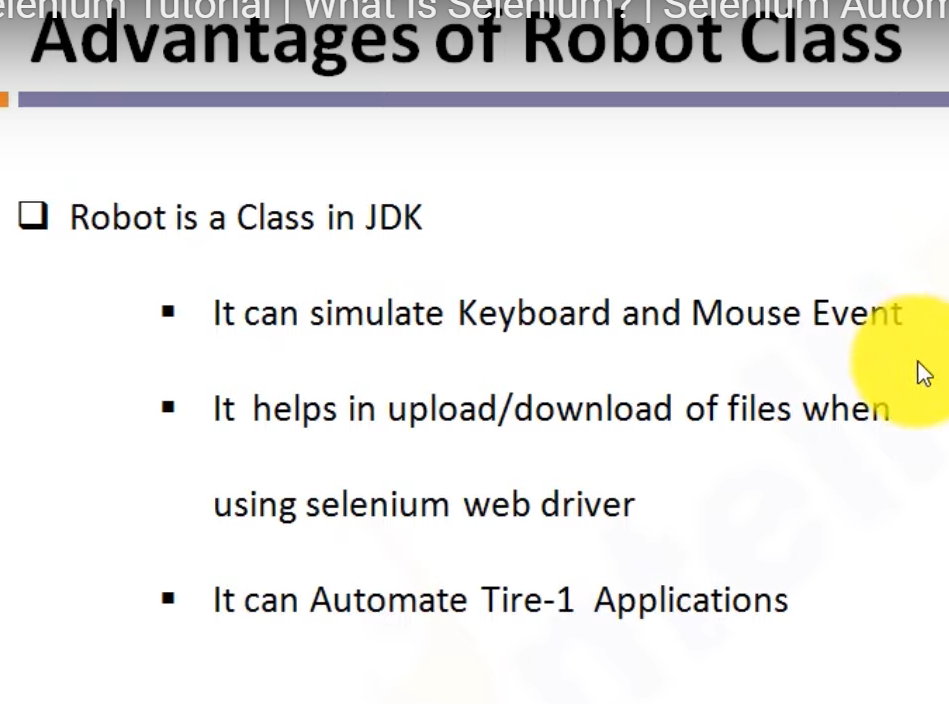 Selenium Tutorial | What Is Selenium? | Selenium Autom
Advantages of Robot Class
❑ Robot is a Class in JDK
▪ It can simulate Keyboard and Mouse Event
▪ It helps in upload/download of files when
using selenium web driver
▪ It can Automate Tire-1 Applications